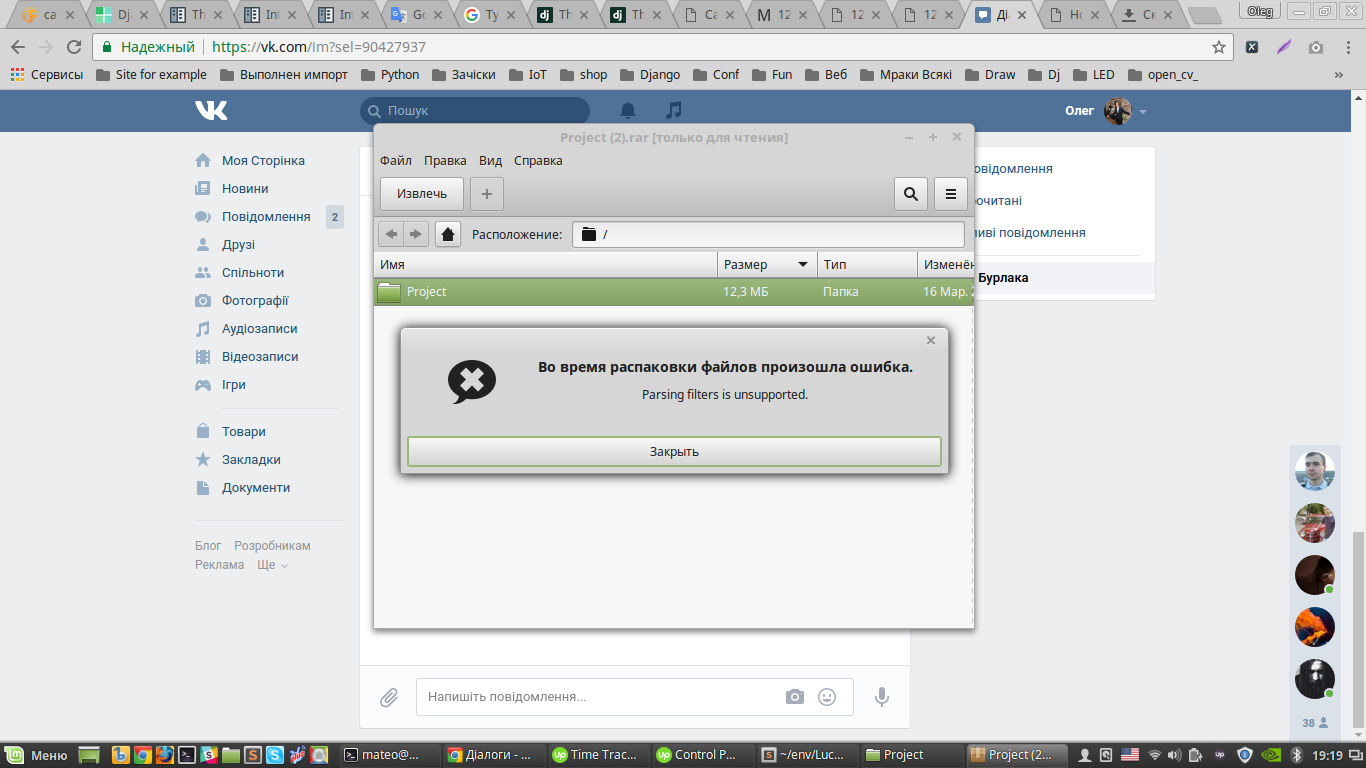 ca
Dj
Th
Int
Int
Go
Ty
Th
Th
Ca
12
12
12
Ді
Но
Ск
Oleg
Надежный
https://vk.com/im?sel=90427937
Сервисы
Site for example
Выполнен импорт
Python
Зачіски
IoT
shop
Django
Conf
Fun
Веб
Мраки Всякі
Draw
Dj
LED
open_cv_
»
Пошук
Олег
Моя Сторінка
Новини
Повідомлення 2
Друзі
Спільноти
Фотографії
Аудіозаписи
Відеозаписи
Ігри
Товари
Закладки
Документи
Блог Розробникам
Реклама Ще
Project (2).rar [только для чтения]
Файл Правка Вид Справка
Извлечь
Расположение: /
Имя Размер Тип Изменён
Project 12,3 МБ Папка 16 Мар. 2
Во время распаковки файлов произошла ошибка.
Parsing filters is unsupported.
Закрыть
овідомлення
очитані
ливі повідомлення
Бурлака
Напишіть повідомлення...
38
Меню
mateo@...
Діалоги - ...
Time Trac...
Control P...
~/env/Luc...
Project
Project (2...
19:19